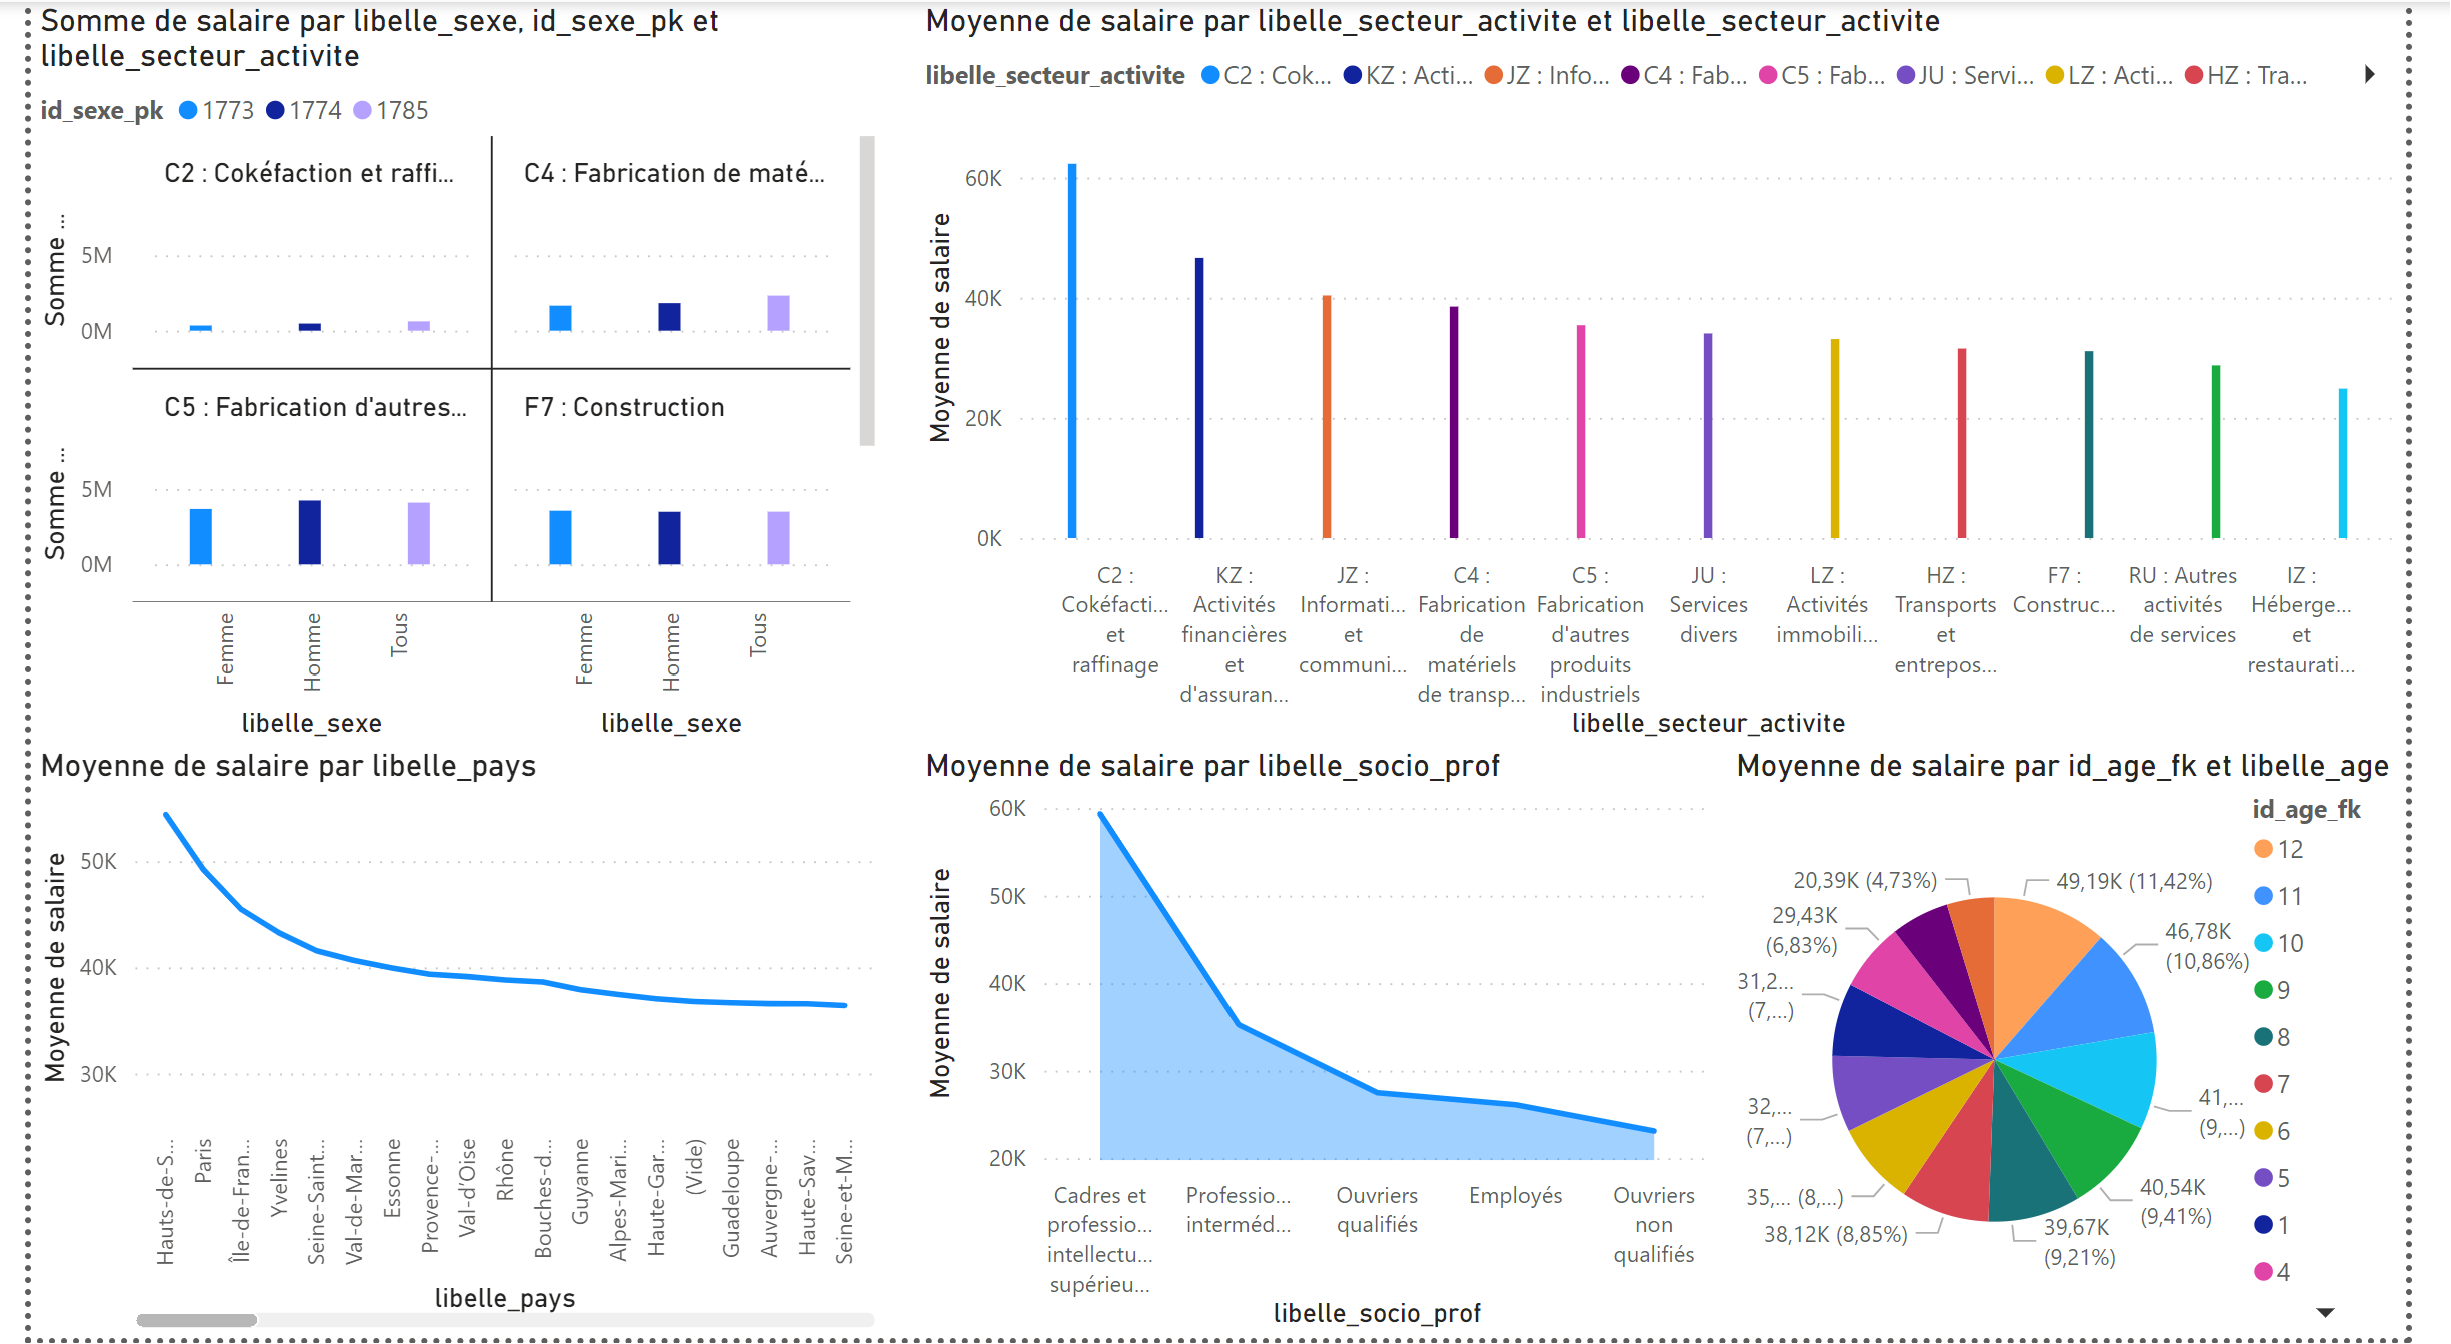 Somme de salaire par libelle_sexe, id_sexe_pk et
libelle_secteur_activite
id_sexe_pk 1773 1774 1785
C2 : Cokéfaction et raffi...
C4 : Fabrication de maté...
Somme ...
5M
0M
C5 : Fabrication d'autres...
F7 : Construction
Somme ...
5M
0M
Femme
Homme
Tous
Femme
Homme
Tous
libelle_sexe
libelle_sexe
Moyenne de salaire par libelle_secteur_activite et libelle_secteur_activite
libelle_secteur_activite C2 : Cok... KZ : Acti... JZ : Info... C4 : Fab... C5 : Fab... JU : Servi... LZ : Acti... HZ : Tra...
Moyenne de salaire
60K
40K
20K
0K
C2 :
Cokéfacti...
et
raffinage
KZ :
Activités
financières
et
d'assuran...
JZ :
Informati...
et
communi...
C4 :
Fabrication
de
matériels
de transp...
C5 :
Fabrication
d'autres
produits
industriels
JU :
Services
divers
LZ :
Activités
immobili...
HZ :
Transports
et
entrepos...
F7 :
Construc...
RU : Autres
activités
de services
IZ :
Héberge...
et
restaurati...
libelle_secteur_activite
Moyenne de salaire par libelle_pays
Moyenne de salaire
50K
40K
30K
Hauts-de-S...
Paris
Île-de-Fran...
Yvelines
Seine-Saint...
Val-de-Mar...
Essonne
Provence-...
Val-d'Oise
Rhône
Bouches-d...
Guyanne
Alpes-Mari...
Haute-Gar...
(Vide)
Guadeloupe
Auvergne-...
Haute-Sav...
Seine-et-M...
libelle_pays
Moyenne de salaire par libelle_socio_prof
Moyenne de salaire
60K
50K
40K
30K
20K
Cadres et
professio...
intellectu...
supérieu...
Professio...
interméd...
Ouvriers
qualifiés
Employés
Ouvriers
non
qualifiés
libelle_socio_prof
Moyenne de salaire par id_age_fk et libelle_age
49,19K (11,42%)
46,78K
(10,86%)
41,...
(9,...)
40,54K
(9,41%)
39,67K
(9,21%)
38,12K (8,85%)
35,... (8,...)
32,...
(7,...)
31,2...
(7,...)
29,43K
(6,83%)
20,39K (4,73%)
id_age_fk
12
11
10
9
8
7
6
5
1
4